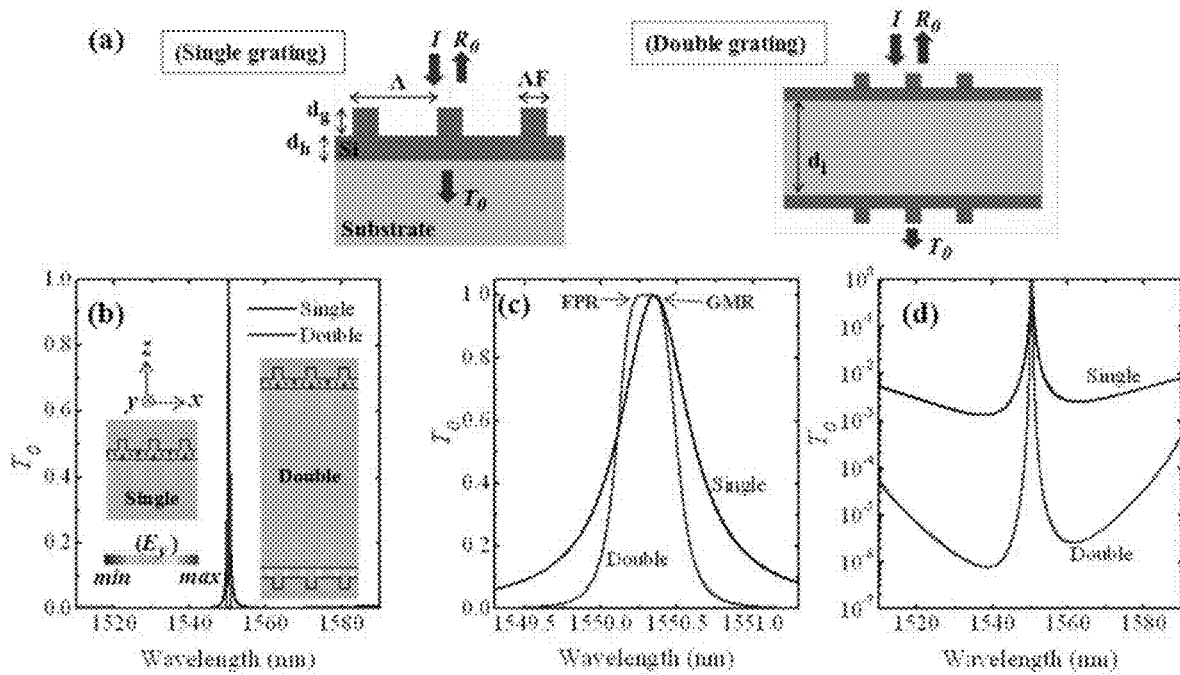 (a)
(Single grating)
I R0
Λ
ΛF
dg
dh
Si
T0
Substrate
(Double grating)
I R0
di
T0
(b)
1.0
0.8
0.6
0.4
0.2
0.0
T0
Single
Double
z
y x
Single
(Ey)
min max
Double
1520 1540 1560 1580
Wavelength (nm)
(c)
1.0
0.8
0.6
0.4
0.2
0.0
FPR GMR
Single
Double
1549.5 1550.0 1550.5 1551.0
Wavelength (nm)
(d)
T0
Single
Double
1520 1540 1560 1580
Wavelength (nm)